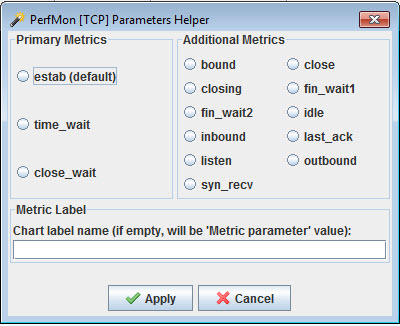 PerfMon [TCP] Parameters Helper
Primary Metrics
estab (default)
time_wait
close_wait
Additional Metrics
bound close
closing fin_wait1
fin_wait2 idle
inbound last_ack
listen outbound
syn_recv
Metric Label
Chart label name (if empty, will be 'Metric parameter' value):
Apply Cancel